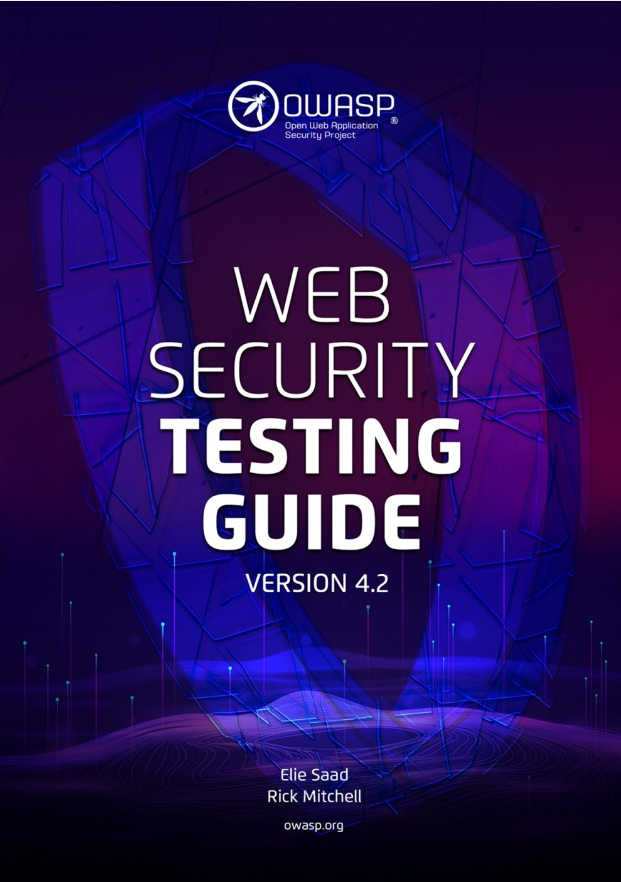 OWASP®
Open Web Application
Security Project
WEB
SECURITY
TESTING
GUIDE
VERSION 4.2
Elie Saad
Rick Mitchell
owasp.org